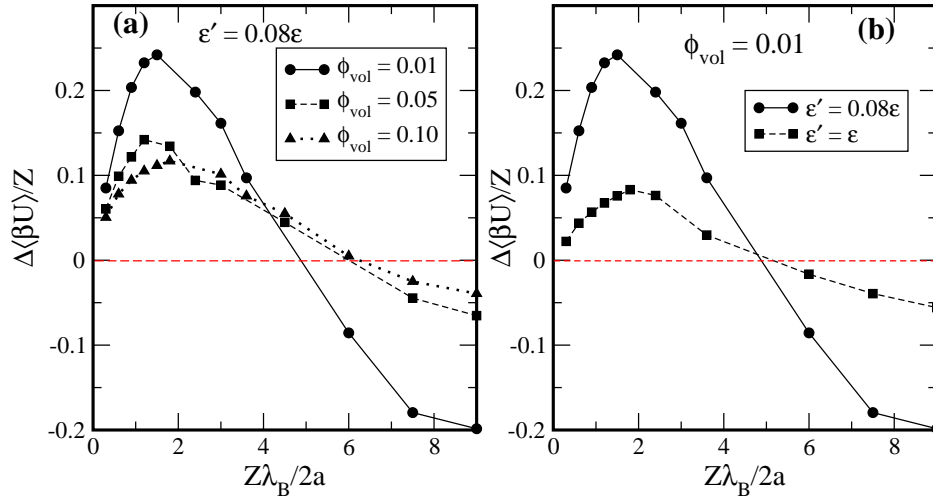 (a)
ε′ = 0.08ε
ϕvol = 0.01
ϕvol = 0.05
ϕvol = 0.10
Δ⟨βU⟩/Z
0.2
0.1
0
-0.1
-0.2
0 2 4 6 8
ZλB/2a
(b)
ϕvol = 0.01
ε′ = 0.08ε
ε′ = ε
Δ⟨βU⟩/Z
0.2
0.1
0
-0.1
-0.2
0 2 4 6 8
ZλB/2a